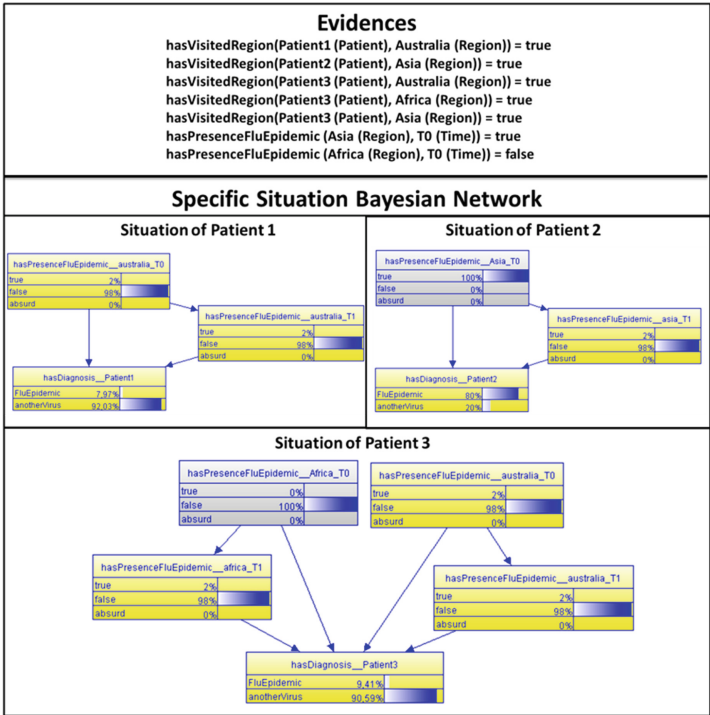 Evidences
hasVisitedRegion(Patient1 (Patient), Australia (Region)) = true
hasVisitedRegion(Patient2 (Patient), Asia (Region)) = true
hasVisitedRegion(Patient3 (Patient), Australia (Region)) = true
hasVisitedRegion(Patient3 (Patient), Africa (Region)) = true
hasVisitedRegion(Patient3 (Patient), Asia (Region)) = true
hasPresenceFluEpidemic (Asia (Region), T0 (Time)) = true
hasPresenceFluEpidemic (Africa (Region), T0 (Time)) = false
Specific Situation Bayesian Network
Situation of Patient 1
hasPresenceFluEpidemic__australia_T0
true 2%
false 98%
absurd 0%
hasPresenceFluEpidemic__australia_T1
true 2%
false 98%
absurd 0%
hasDiagnosis__Patient1
FluEpidemic 7,97%
anotherVirus 92,03%
Situation of Patient 2
hasPresenceFluEpidemic__Asia_T0
true 100%
false 0%
absurd 0%
hasPresenceFluEpidemic__asia_T1
true 2%
false 98%
absurd 0%
hasDiagnosis__Patient2
FluEpidemic 80%
anotherVirus 20%
Situation of Patient 3
hasPresenceFluEpidemic__Africa_T0
true 0%
false 100%
absurd 0%
hasPresenceFluEpidemic__australia_T0
true 2%
false 98%
absurd 0%
hasPresenceFluEpidemic__africa_T1
true 2%
false 98%
absurd 0%
hasPresenceFluEpidemic__australia_T1
true 2%
false 98%
absurd 0%
hasDiagnosis__Patient3
FluEpidemic 9,41%
anotherVirus 90,59%